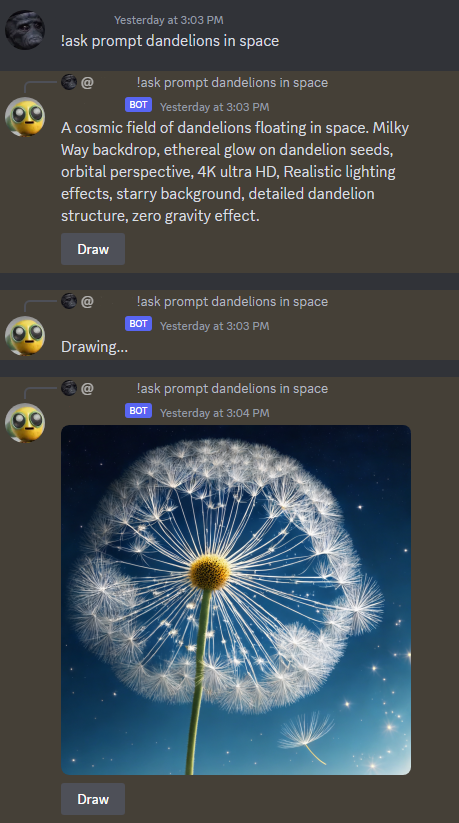 Yesterday at 3:03 PM
!ask prompt dandelions in space
@ !ask prompt dandelions in space
BOT Yesterday at 3:03 PM
A cosmic field of dandelions floating in space. Milky
Way backdrop, ethereal glow on dandelion seeds,
orbital perspective, 4K ultra HD, Realistic lighting
effects, starry background, detailed dandelion
structure, zero gravity effect.
Draw
@ !ask prompt dandelions in space
BOT Yesterday at 3:03 PM
Drawing...
@ !ask prompt dandelions in space
BOT Yesterday at 3:04 PM
Draw